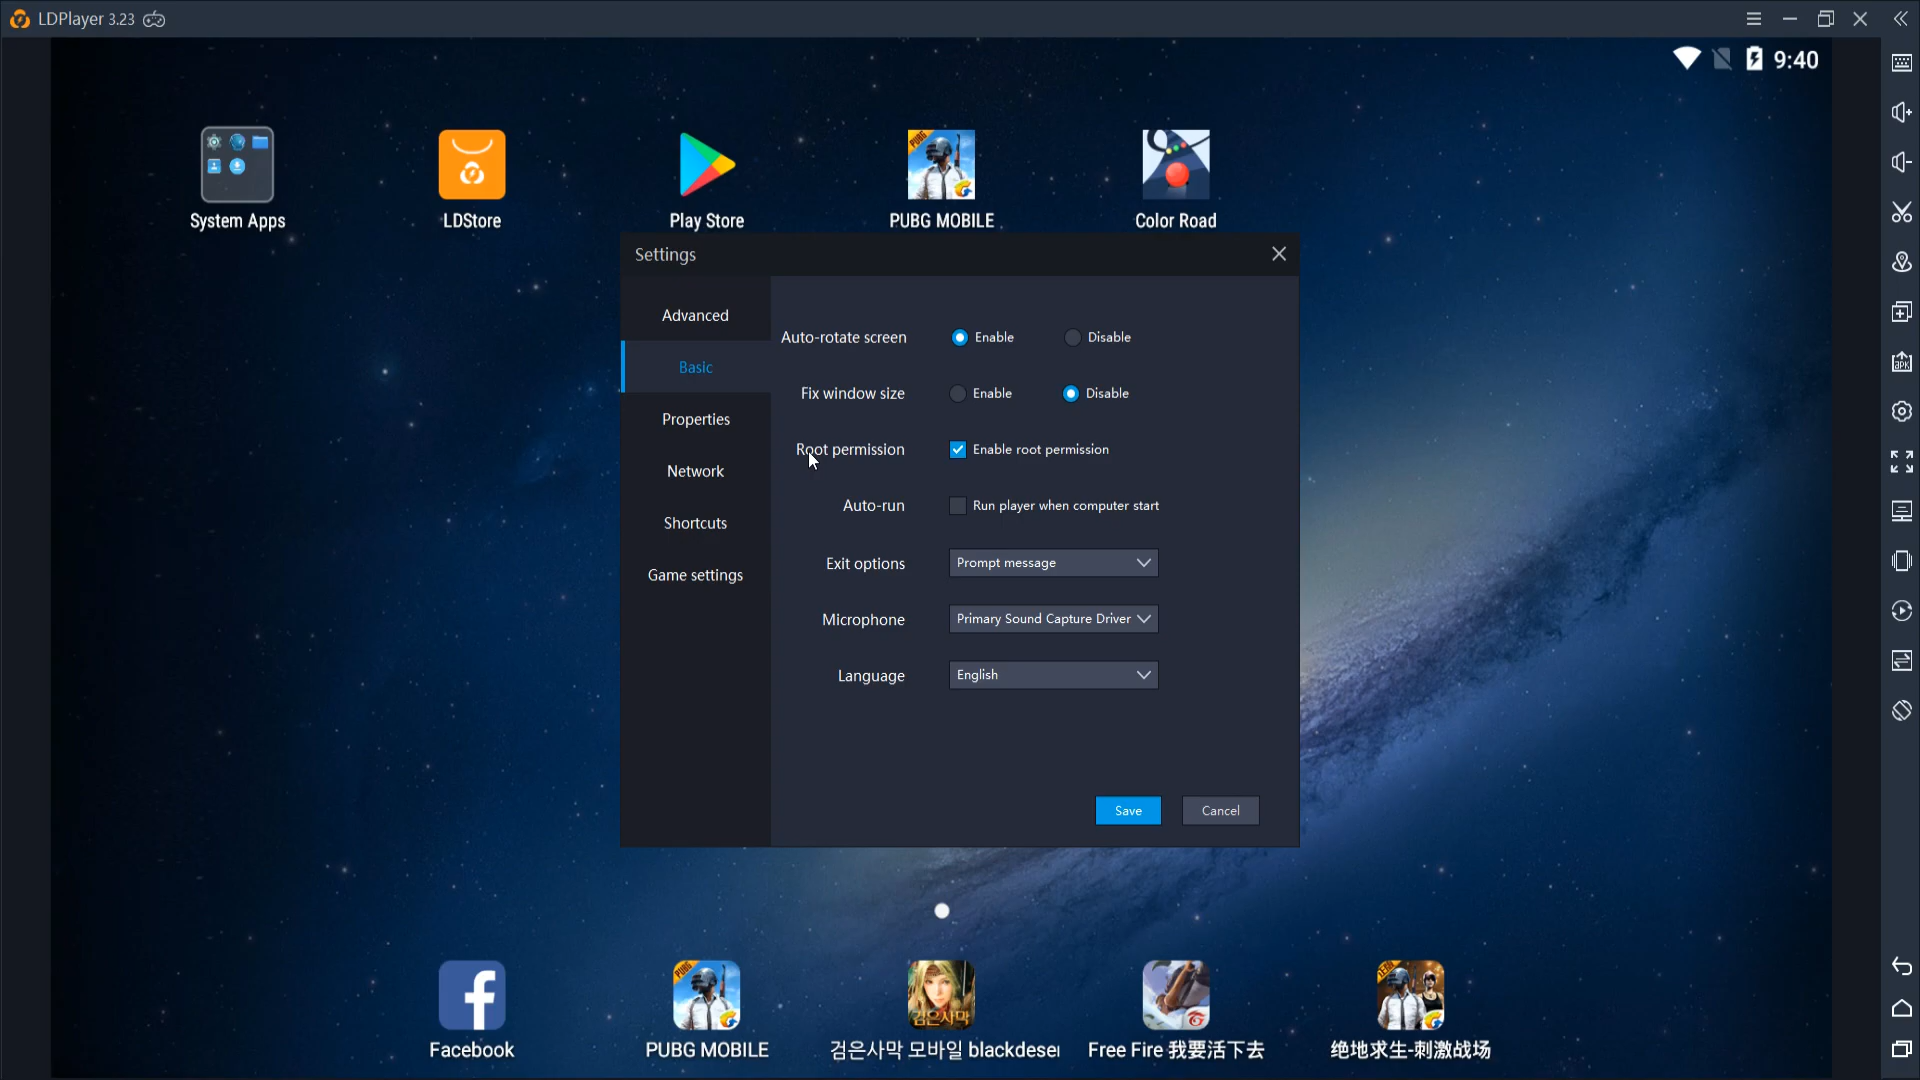 LDPlayer 3.23
9:40
System Apps
LDStore
Play Store
PUBG MOBILE
Color Road
Settings
Advanced
Basic
Properties
Network
Shortcuts
Game settings
Auto-rotate screen Enable Disable
Fix window size Enable Disable
Root permission Enable root permission
Auto-run Run player when computer start
Exit options Prompt message
Microphone Primary Sound Capture Driver
Language English
Save Cancel
Facebook
PUBG MOBILE
검은사막 모바일 blackdeser
Free Fire 我要活下去
绝地求生-刺激战场